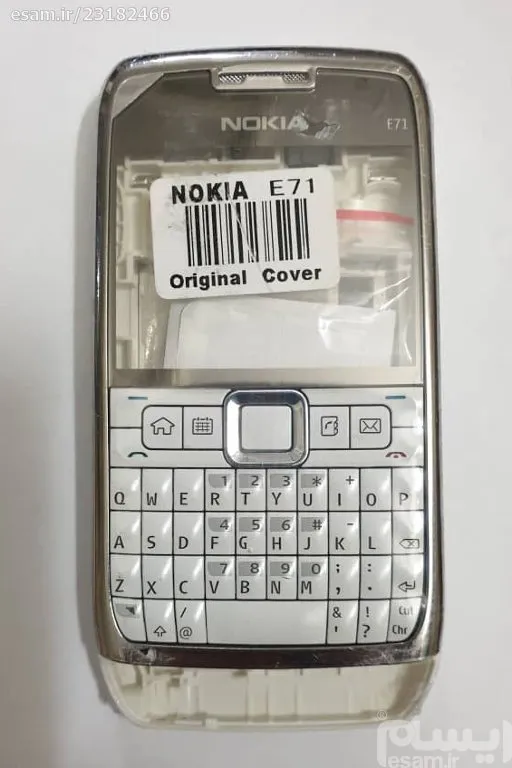 esam.ir/23182466
NOKIA
E71
NOKIA E71
Original Cover
1 2 3 * +
Q W E R T Y U I O P
4 5 6 # -
A S D F G H J K L
7 8 9 0 ; :
Z X C V B N M , .
/ & ! Ctrl
@ ' ? Chr
®
ایسام
esam.ir